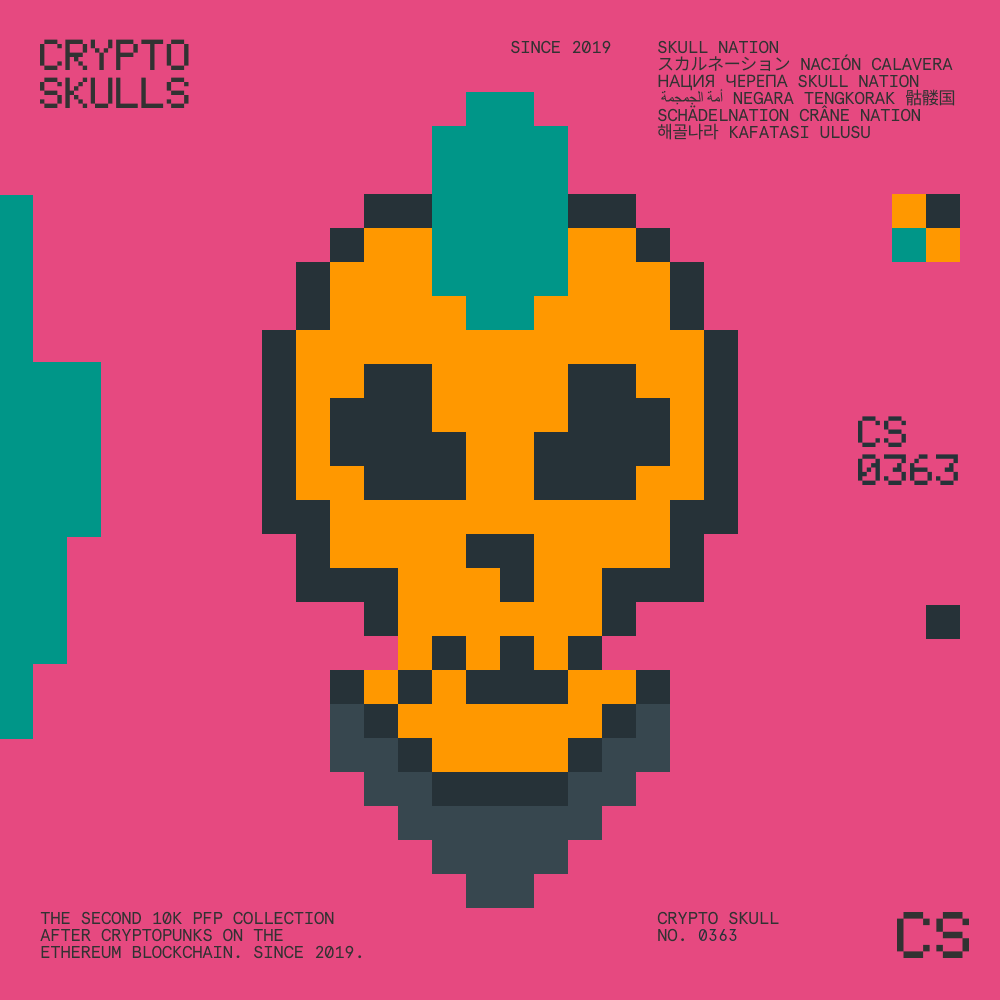 CRYPTO
SKULLS
SINCE 2019
SKULL NATION
スカルネーション NACIÓN CALAVERA
НАЦИЯ ЧЕРЕПА SKULL NATION
أمة الجمجمة NEGARA TENGKORAK 骷髅国
SCHÄDELNATION CRÂNE NATION
해골나라 KAFATASI ULUSU
CS
0363
THE SECOND 10K PFP COLLECTION
AFTER CRYPTOPUNKS ON THE
ETHEREUM BLOCKCHAIN. SINCE 2019.
CRYPTO SKULL
NO. 0363
CS